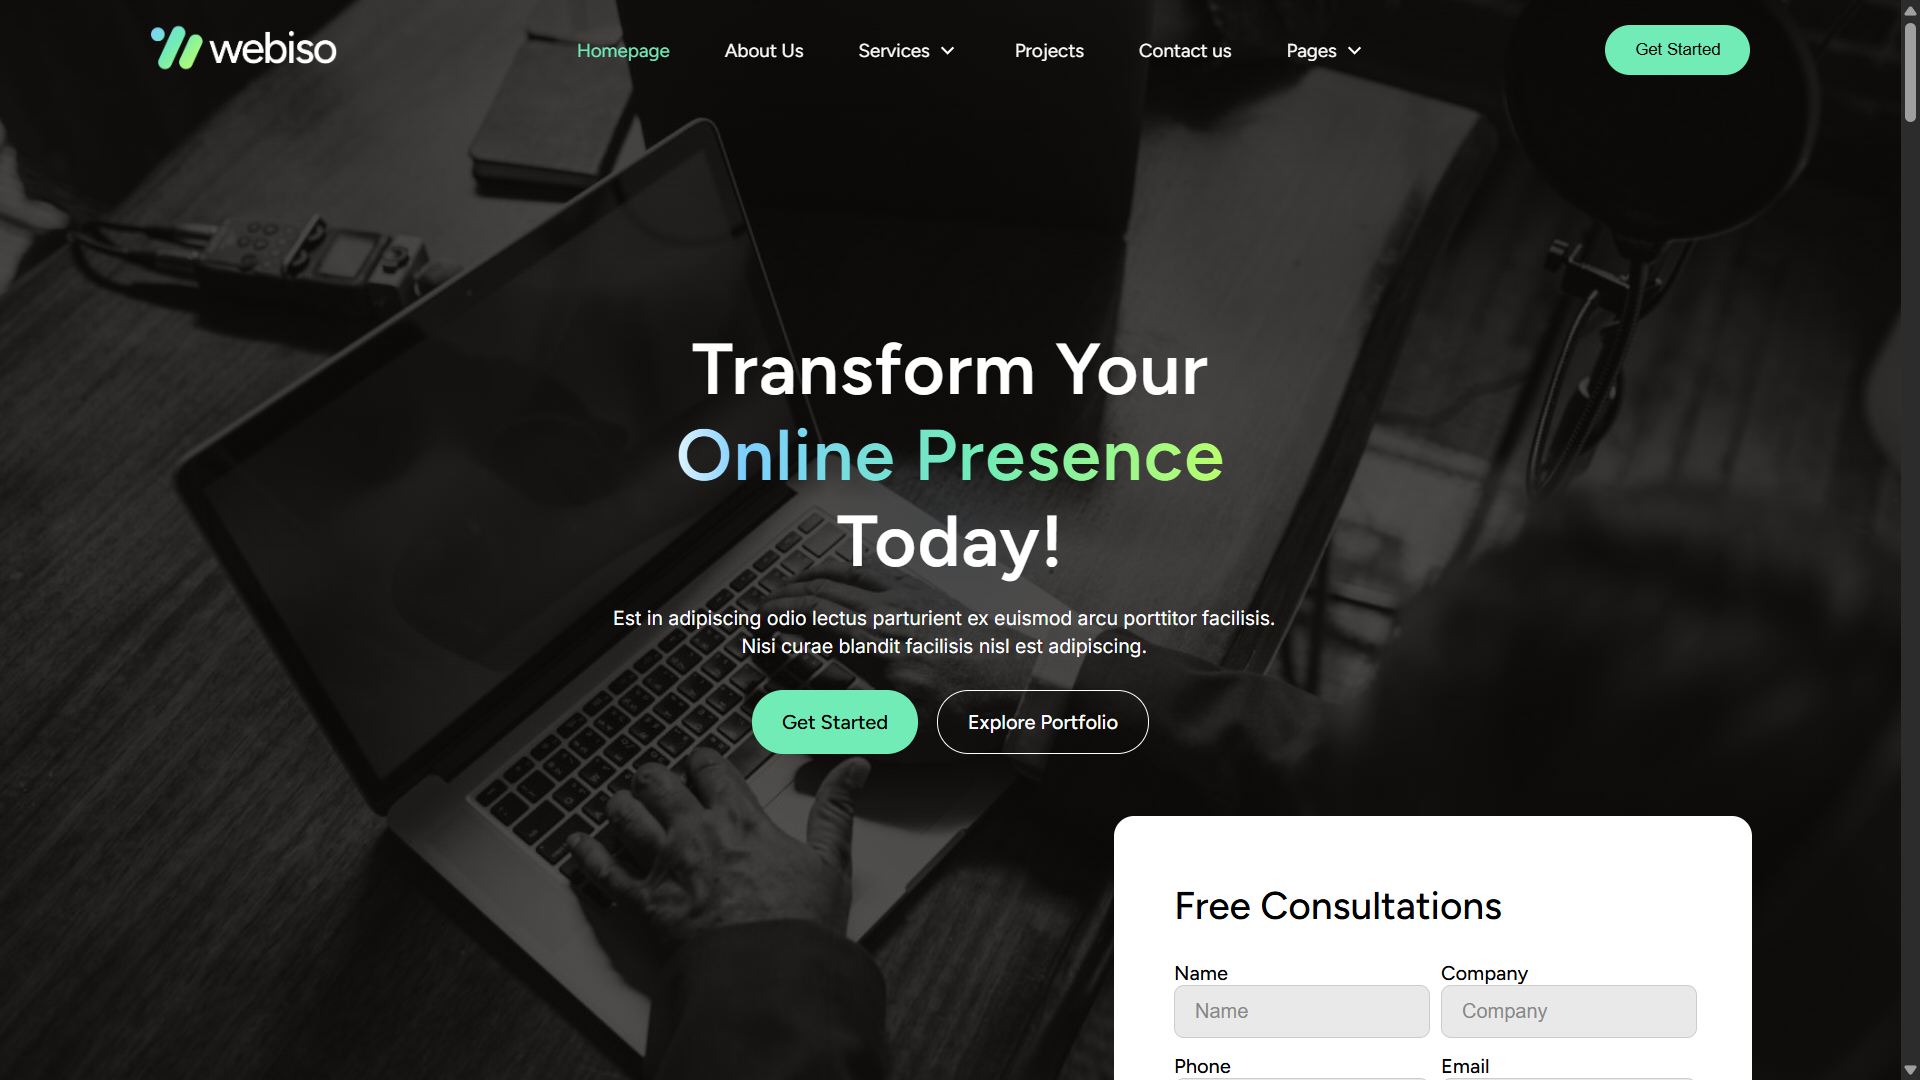 webiso
Homepage
About Us
Services
Projects
Contact us
Pages
Get Started
Transform Your
Online Presence
Today!
Est in adipiscing odio lectus parturient ex euismod arcu porttitor facilisis.
Nisi curae blandit facilisis nisl est adipiscing.
Get Started
Explore Portfolio
Free Consultations
Name
Company
Name
Company
Phone
Email